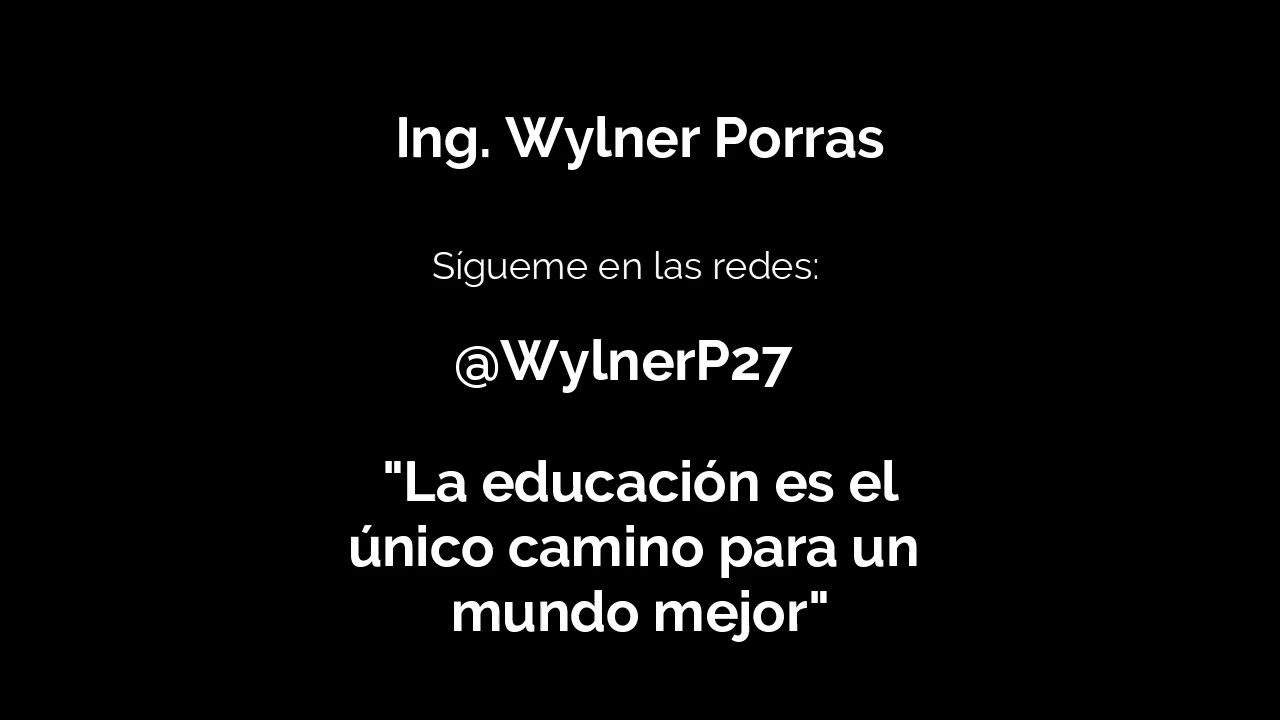 Ing. Wylner Porras
Sígueme en las redes:
@WylnerP27
"La educación es el
único camino para un
mundo mejor"